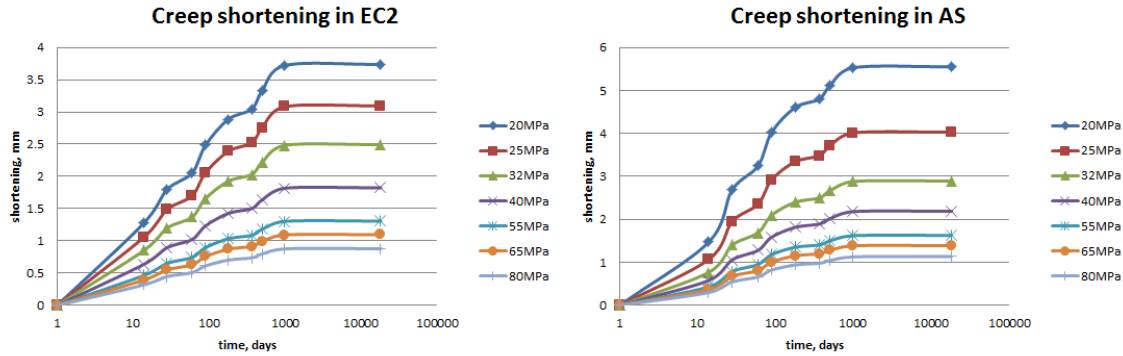 Creep shortening in EC2
shortening, mm
4
3.5
3
2.5
2
1.5
1
0.5
0
1
10
100
1000
10000
100000
time, days
20MPa
25MPa
32MPa
40MPa
55MPa
65MPa
80MPa
Creep shortening in AS
shortening, mm
6
5
4
3
2
1
0
1
10
100
1000
10000
100000
time, days
20MPa
25MPa
32MPa
40MPa
55MPa
65MPa
80MPa